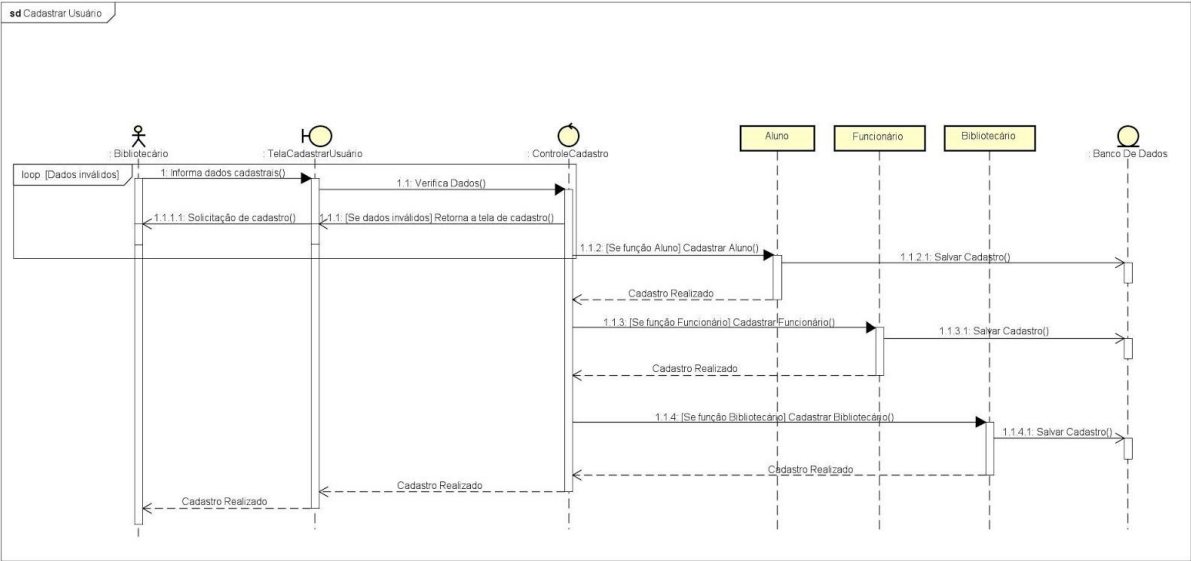 sd Cadastrar Usuário
: Bibliotecário
: TelaCadastrarUsuário
: ControleCadastro
Aluno
Funcionário
Bibliotecário
: Banco De Dados
loop [Dados inválidos]
1: Informa dados cadastrais()
1.1: Verifica Dados()
1.1.1.1: Solicitação de cadastro()
1.1.1: [Se dados inválidos] Retorna a tela de cadastro()
1.1.2: [Se função Aluno] Cadastrar Aluno()
1.1.2.1: Salvar Cadastro()
Cadastro Realizado
1.1.3: [Se função Funcionário] Cadastrar Funcionário()
1.1.3.1: Salvar Cadastro()
Cadastro Realizado
1.1.4: [Se função Bibliotecário] Cadastrar Bibliotecário()
1.1.4.1: Salvar Cadastro()
Cadastro Realizado
Cadastro Realizado
Cadastro Realizado